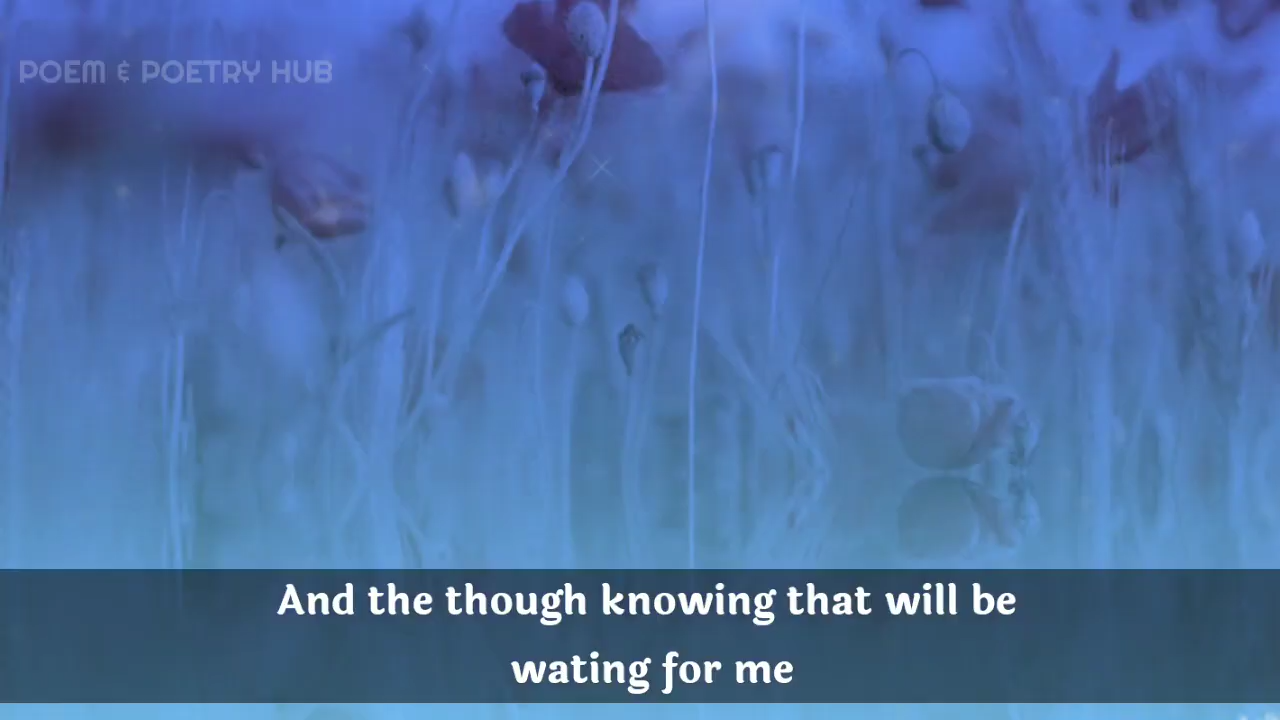 POEM & POETRY HUB
And the though knowing that will be
wating for me